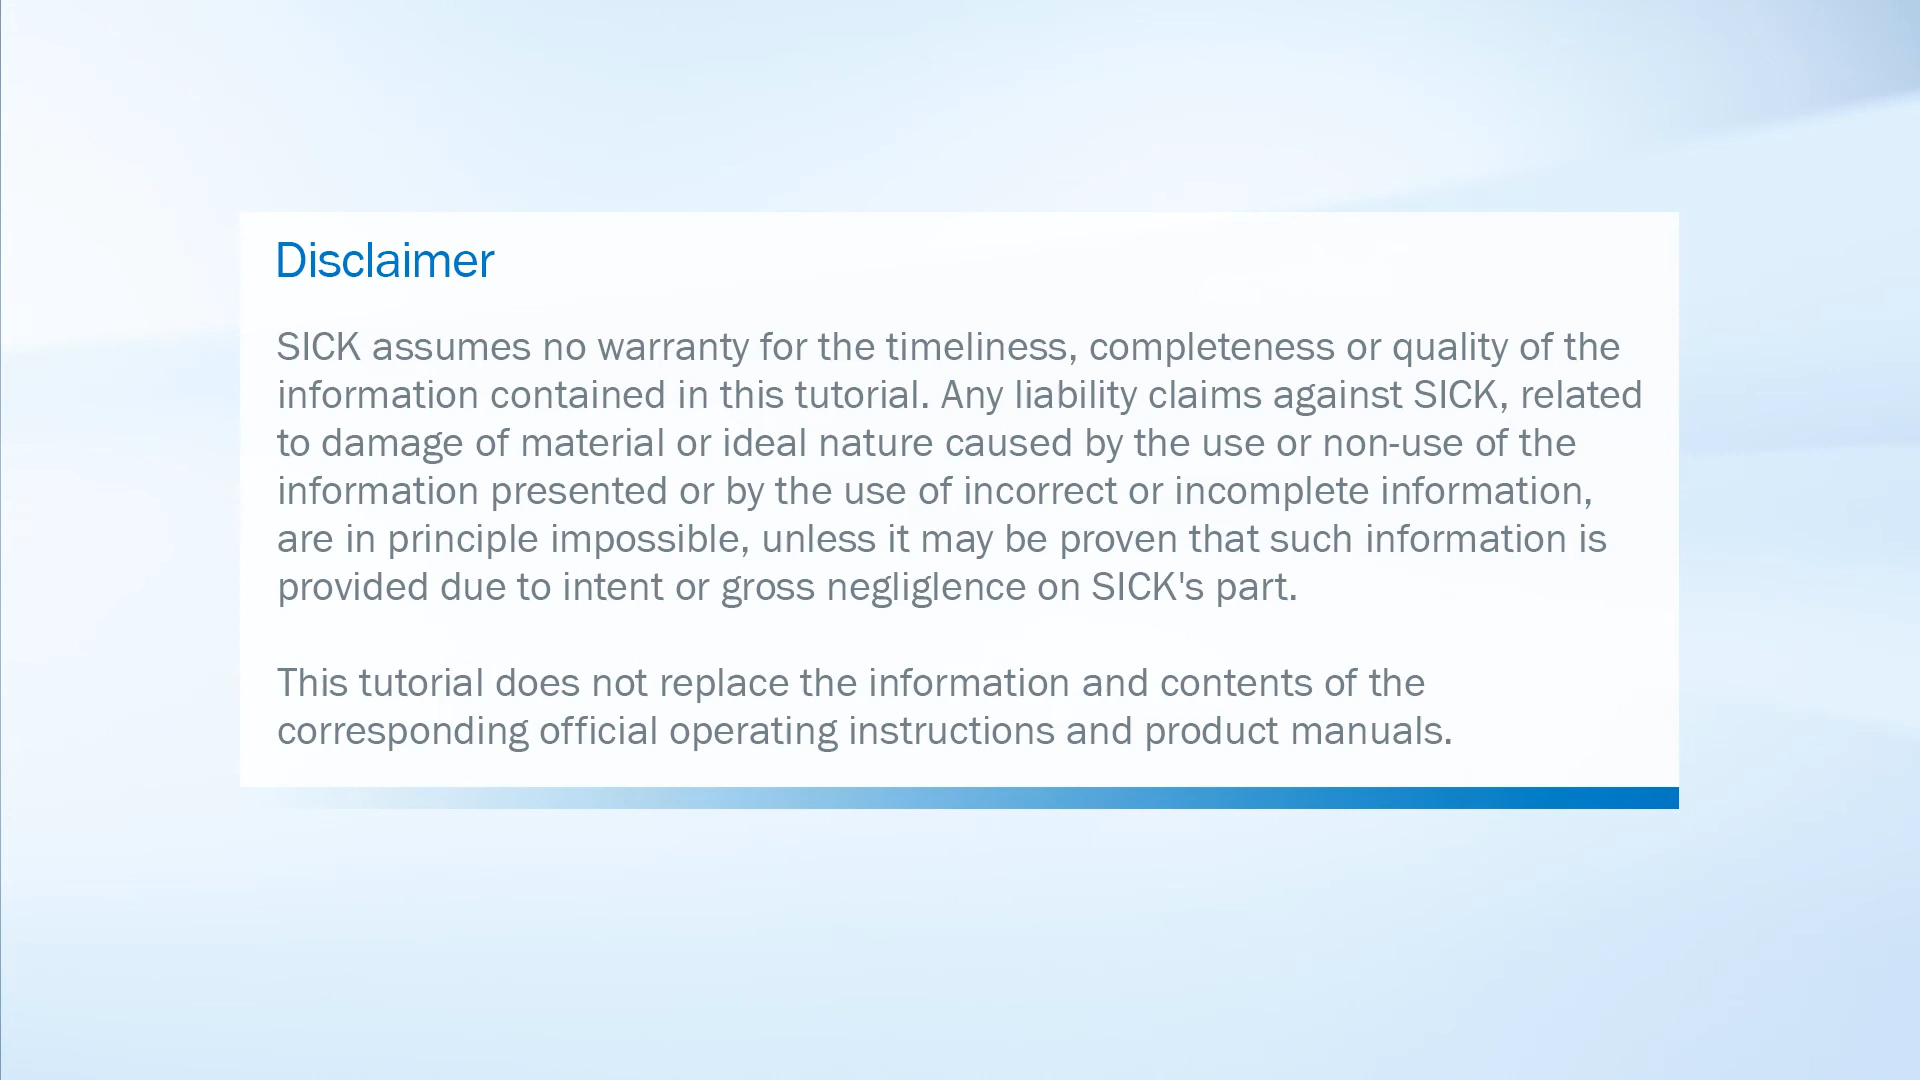 Disclaimer
SICK assumes no warranty for the timeliness, completeness or quality of the
information contained in this tutorial. Any liability claims against SICK, related
to damage of material or ideal nature caused by the use or non-use of the
information presented or by the use of incorrect or incomplete information,
are in principle impossible, unless it may be proven that such information is
provided due to intent or gross negliglence on SICK's part.
This tutorial does not replace the information and contents of the
corresponding official operating instructions and product manuals.